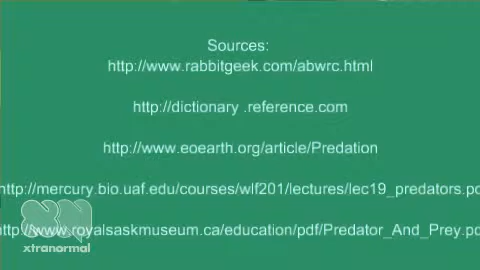 Sources:
http://www.rabbitgeek.com/abwrc.html
http://dictionary .reference.com
http://www.eoearth.org/article/Predation
http://mercury.bio.uaf.edu/courses/wlf201/lectures/lec19_predators.pd
http://www.royalsaskmuseum.ca/education/pdf/Predator_And_Prey.pd
xtranormal